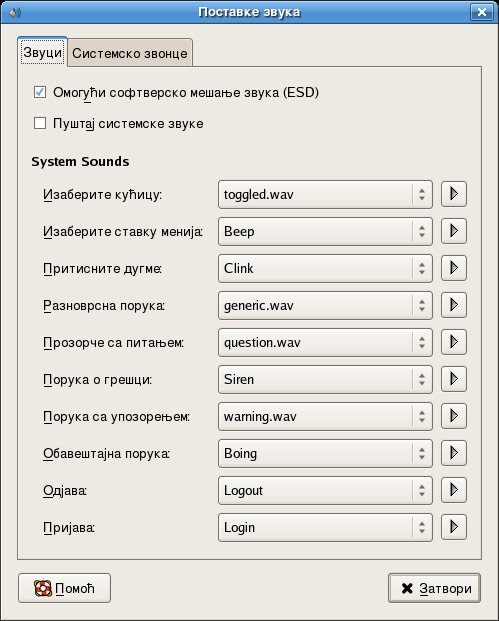 Поставке звука
Звуци Системско звонце
Омогући софтверско мешање звука (ESD)
Пуштај системске звуке
System Sounds
Изаберите кућицу: toggled.wav
Изаберите ставку менија: Beep
Притисните дугме: Clink
Разноврсна порука: generic.wav
Прозорче са питањем: question.wav
Порука о грешци: Siren
Порука са упозорењем: warning.wav
Обавештајна порука: Boing
Одјава: Logout
Пријава: Login
Помоћ Затвори